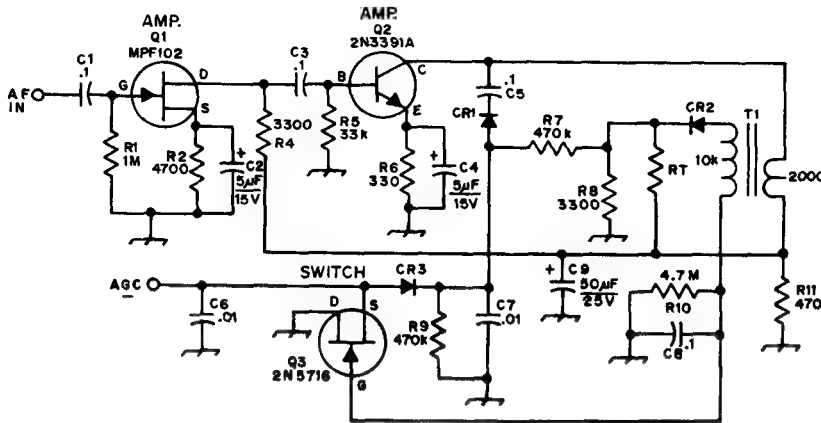 AMP.
Q1
MPF102
C1
.1
AF
IN
G
D
S
R1
1M
R2
4700
+
C2
5µF
15V
C3
.1
3300
R4
AMP.
Q2
2N3391A
B
C
E
R5
33k
R6
330
+
C4
5µF
15V
.1
C5
CR1
R7
470k
R8
3300
CR2
RT
T1
10k
2000
AGC
C6
.01
SWITCH
D
S
G
Q3
2N5716
CR3
R9
470k
C7
.01
+
C9
50µF
25V
4.7M
R10
C8
.1
R11
470